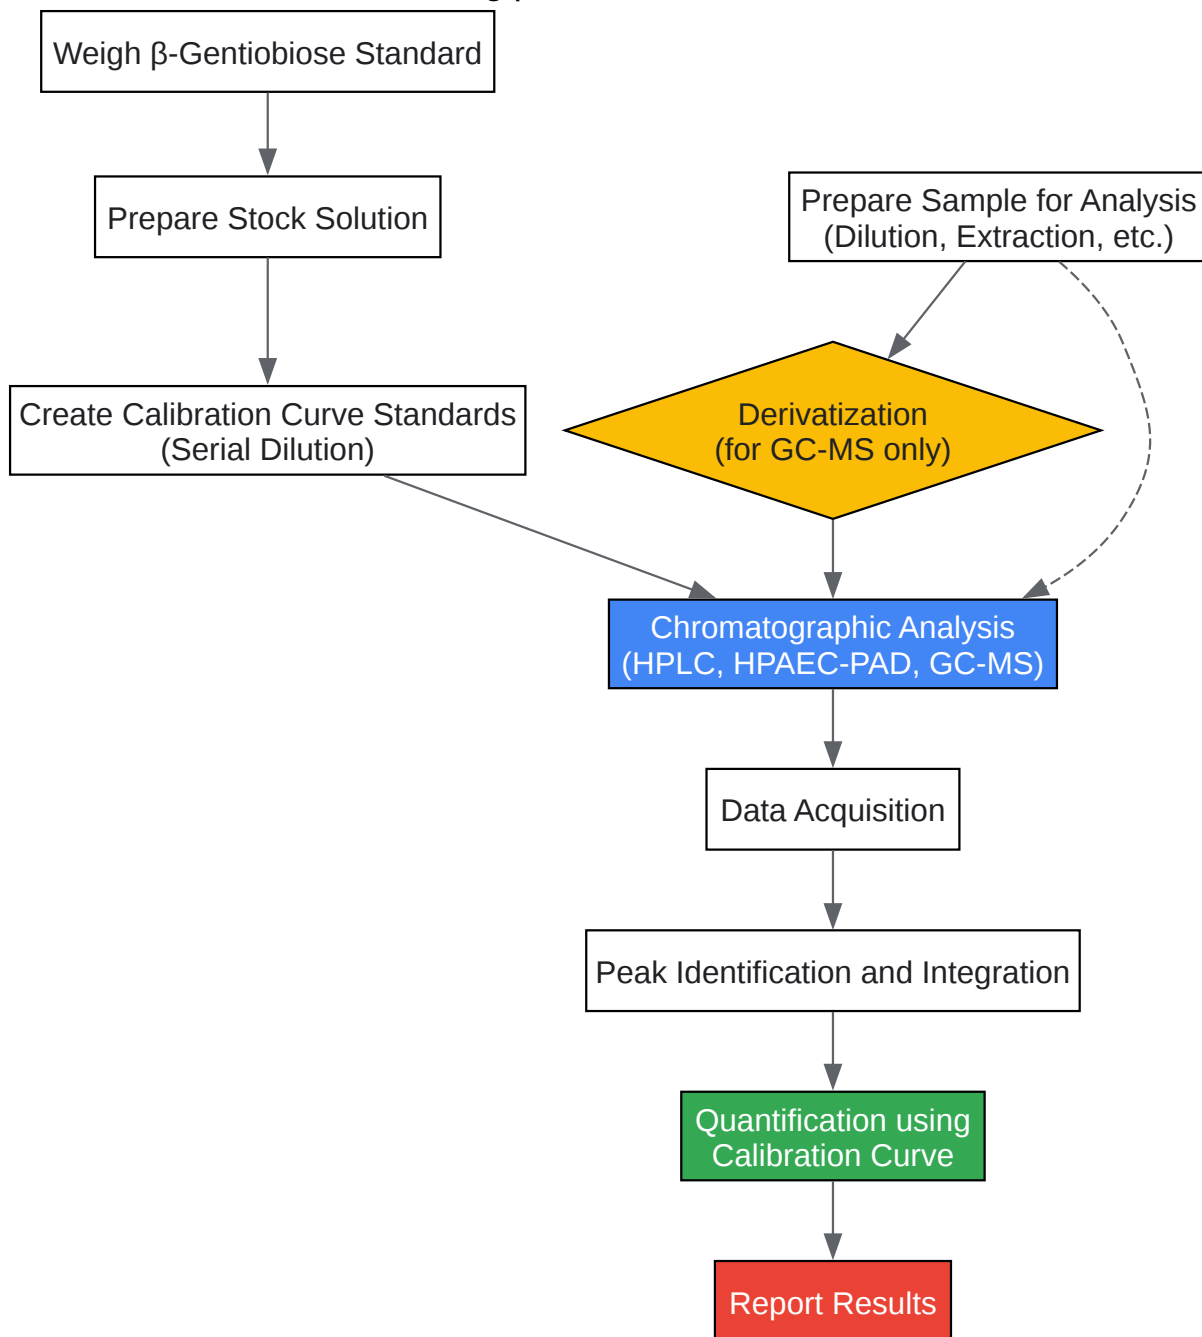 Weigh β-Gentiobiose Standard
Prepare Stock Solution
Prepare Sample for Analysis
(Dilution, Extraction, etc.)
Create Calibration Curve Standards
(Serial Dilution)
Derivatization
(for GC-MS only)
Chromatographic Analysis
(HPLC, HPAEC-PAD, GC-MS)
Data Acquisition
Peak Identification and Integration
Quantification using
Calibration Curve
Report Results